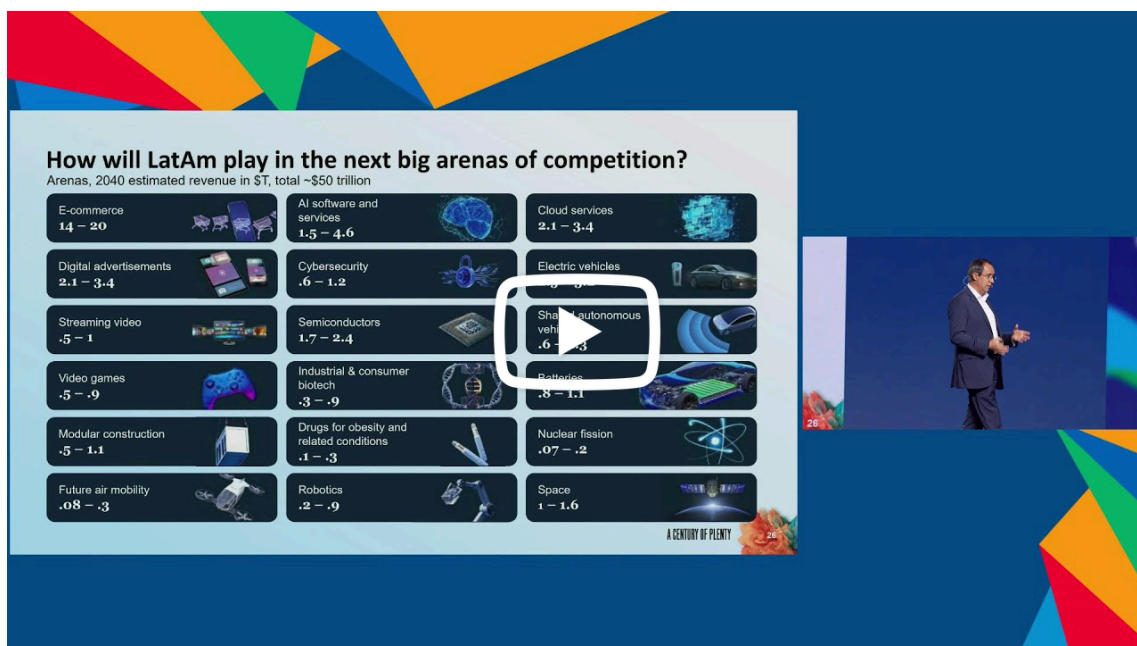 How will LatAm play in the next big arenas of competition?
Arenas, 2040 estimated revenue in $T, total ~$50 trillion
E-commerce
14 – 20
AI software and
services
1.5 – 4.6
Cloud services
2.1 – 3.4
Digital advertisements
2.1 – 3.4
Cybersecurity
.6 – 1.2
Electric vehicles
Streaming video
.5 – 1
Semiconductors
1.7 – 2.4
autonomous
.6
Video games
.5 – .9
Industrial & consumer
biotech
.3 – .9
Batteries
.8 – 1.1
Modular construction
.5 – 1.1
Drugs for obesity and
related conditions
.1 – .3
Nuclear fission
.07 – .2
Future air mobility
.08 – .3
Robotics
.2 – .9
Space
1 – 1.6
A CENTURY OF PLENTY
26
26